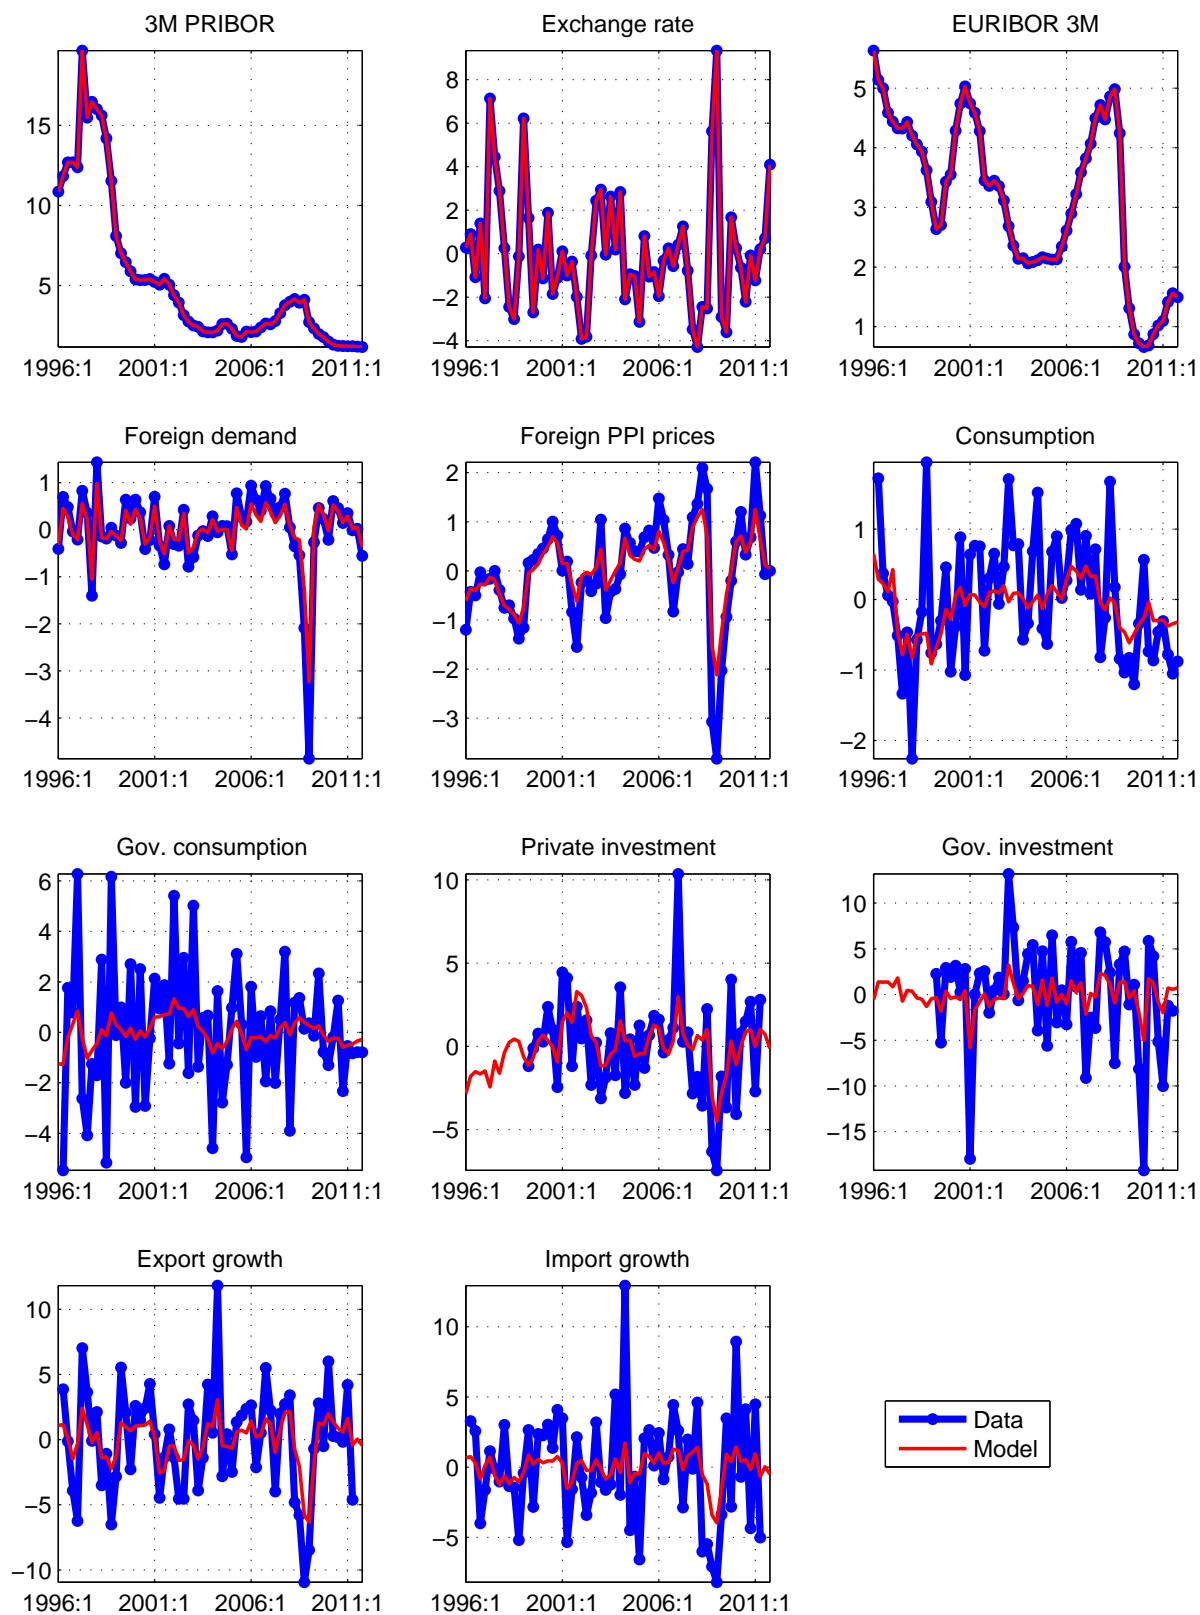 3M PRIBOR
Exchange rate
EURIBOR 3M
15
10
5
1996:1 2001:1 2006:1 2011:1
8
6
4
2
0
−2
−4
1996:1 2001:1 2006:1 2011:1
5
4
3
2
1
1996:1 2001:1 2006:1 2011:1
Foreign demand
Foreign PPI prices
Consumption
1
0
−1
−2
−3
−4
1996:1 2001:1 2006:1 2011:1
2
1
0
−1
−2
−3
1996:1 2001:1 2006:1 2011:1
1
0
−1
−2
1996:1 2001:1 2006:1 2011:1
Gov. consumption
Private investment
Gov. investment
6
4
2
0
−2
−4
1996:1 2001:1 2006:1 2011:1
10
5
0
−5
1996:1 2001:1 2006:1 2011:1
10
5
0
−5
−10
−15
1996:1 2001:1 2006:1 2011:1
Export growth
Import growth
10
5
0
−5
−10
1996:1 2001:1 2006:1 2011:1
10
5
0
−5
1996:1 2001:1 2006:1 2011:1
Data
Model